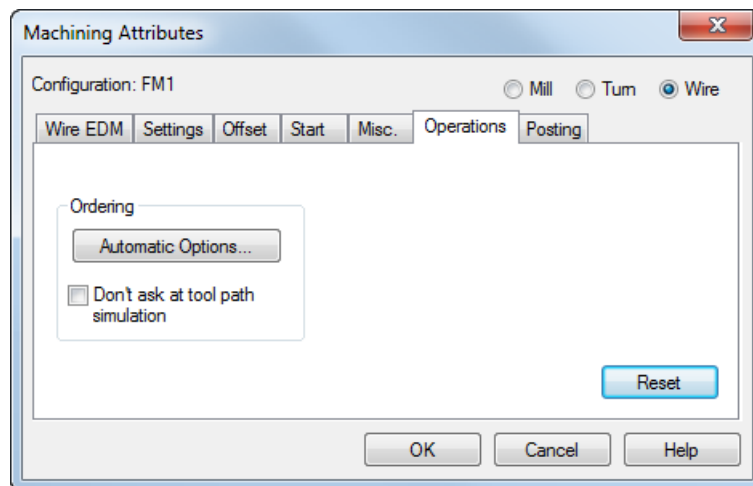 Machining Attributes
Configuration: FM1
Mill Turn Wire
Wire EDM Settings Offset Start Misc. Operations Posting
Ordering
Automatic Options...
Don't ask at tool path
simulation
Reset
OK Cancel Help